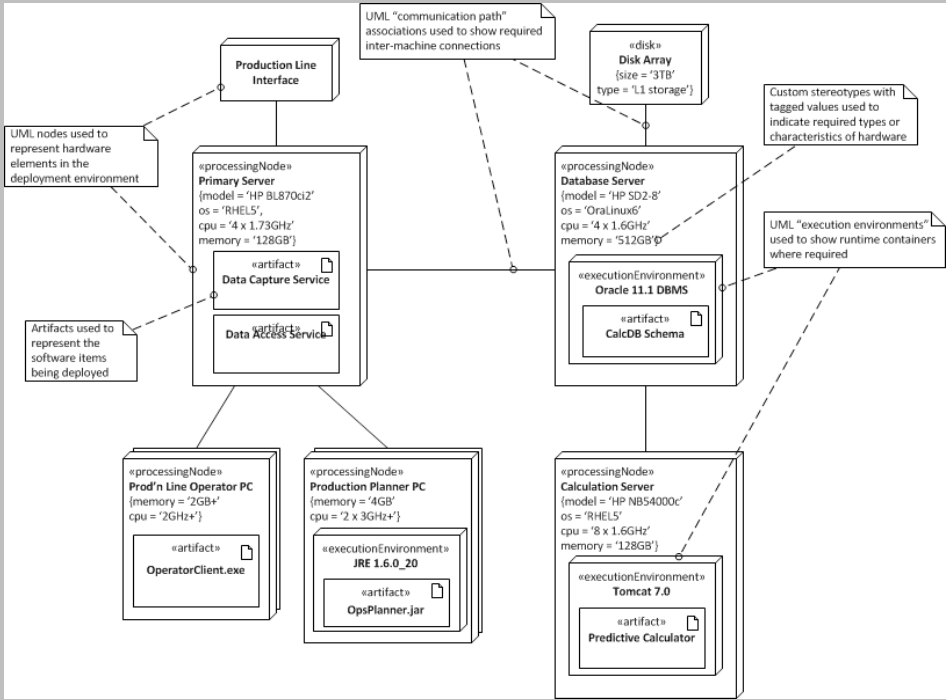 UML “communication path”
associations used to show required
inter-machine connections
«disk»
Disk Array
{size = ‘3TB’
type = ‘L1 storage’}
Production Line
Interface
Custom stereotypes with
tagged values used to
indicate required types or
characteristics of hardware
UML nodes used to
represent hardware
elements in the
deployment environment
«processingNode»
Primary Server
{model = ‘HP BL870ci2’
os = ‘RHEL5’,
cpu = ‘4 x 1.73GHz’
memory = ‘128GB’}
«artifact»
Data Capture Service
«artifact»
Data Access Service
«processingNode»
Database Server
{model = ‘HP SD2-8’
os = ‘OraLinux6’
cpu = ‘4 x 1.6GHz’
memory = ‘512GB’}
«executionEnvironment»
Oracle 11.1 DBMS
«artifact»
CalcDB Schema
UML “execution environments”
used to show runtime containers
where required
Artifacts used to
represent the
software items
being deployed
«processingNode»
Prod’n Line Operator PC
{memory = ‘2GB+’
cpu = ‘2GHz+’}
«artifact»
OperatorClient.exe
«processingNode»
Production Planner PC
{memory = ‘4GB’
cpu = ‘2 x 3GHz+’}
«executionEnvironment»
JRE 1.6.0_20
«artifact»
OpsPlanner.jar
«processingNode»
Calculation Server
{model = ‘HP NB54000c’
os = ‘RHEL5’
cpu = ‘8 x 1.6GHz’
memory = ‘128GB’}
«executionEnvironment»
Tomcat 7.0
«artifact»
Predictive Calculator